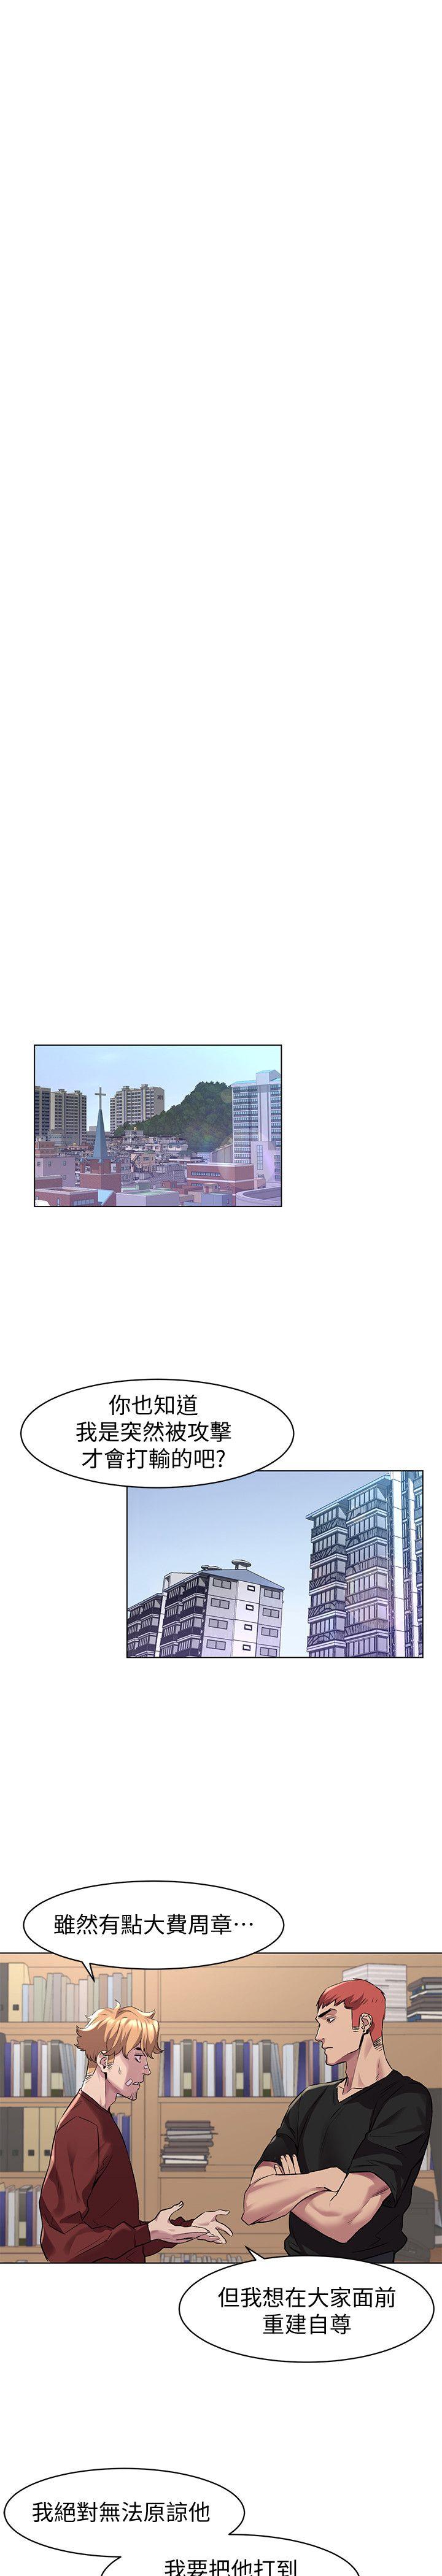 你也知道
我是突然被攻擊
才會打輸的吧?
雖然有點大費周章⋯
但我想在大家面前
重建自尊
我絕對無法原諒他
我要把他打到